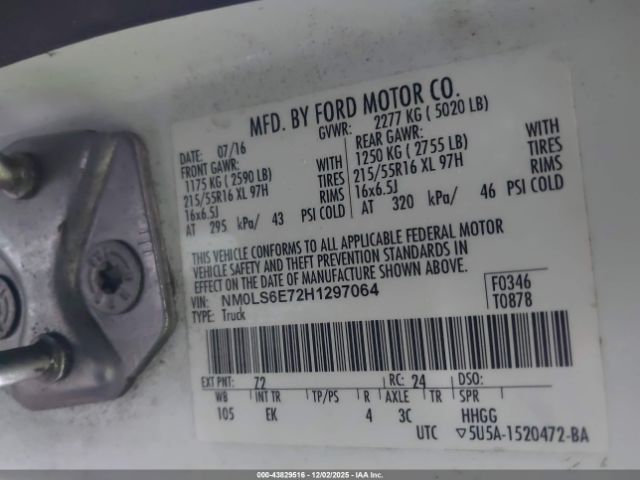 MFD. BY FORD MOTOR CO.
DATE: 07/16 GVWR: 2277 KG ( 5020 LB)
FRONT GAWR: REAR GAWR:
1175 KG ( 2590 LB) WITH 1250 KG ( 2755 LB) WITH
215/55R16 XL 97H TIRES 215/55R16 XL 97H TIRES
16x6.5J RIMS 16x6.5J RIMS
AT 295 kPa/ 43 PSI COLD AT 320 kPa/ 46 PSI COLD
THIS VEHICLE CONFORMS TO ALL APPLICABLE FEDERAL MOTOR
VEHICLE SAFETY AND THEFT PREVENTION STANDARDS IN
EFFECT ON THE DATE OF MANUFACTURE SHOWN ABOVE.
VIN: NM0LS6E72H1297064 F0346
TYPE: Truck T0878
EXT PNT: 72 RC: 24 DSO:
WB INT TR TP/PS R AXLE TR SPR
105 EK 4 3C HHGG
UTC ▽5U5A-1520472-BA
000-43829516 - 12/02/2025 - IAA Inc.